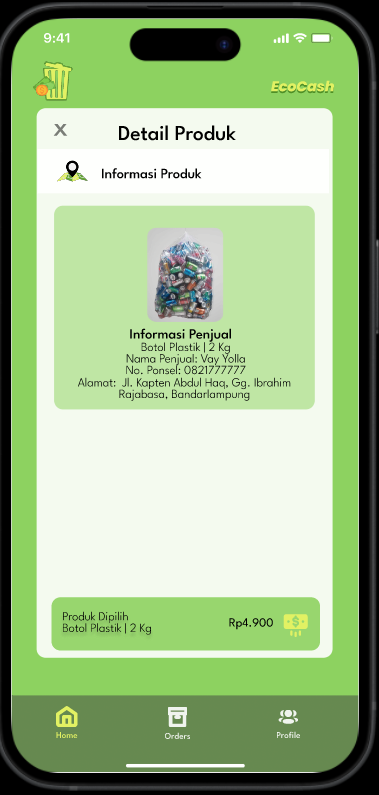 9:41
EcoCash
X
Detail Produk
Informasi Produk
Informasi Penjual
Botol Plastik | 2 Kg
Nama Penjual: Vay Yolla
No. Ponsel: 0821777777
Alamat: Jl. Kapten Abdul Haq, Gg. Ibrahim
Rajabasa, Bandarlampung
Produk Dipilih
Botol Plastik | 2 Kg
Rp4.900
Home
Orders
Profile